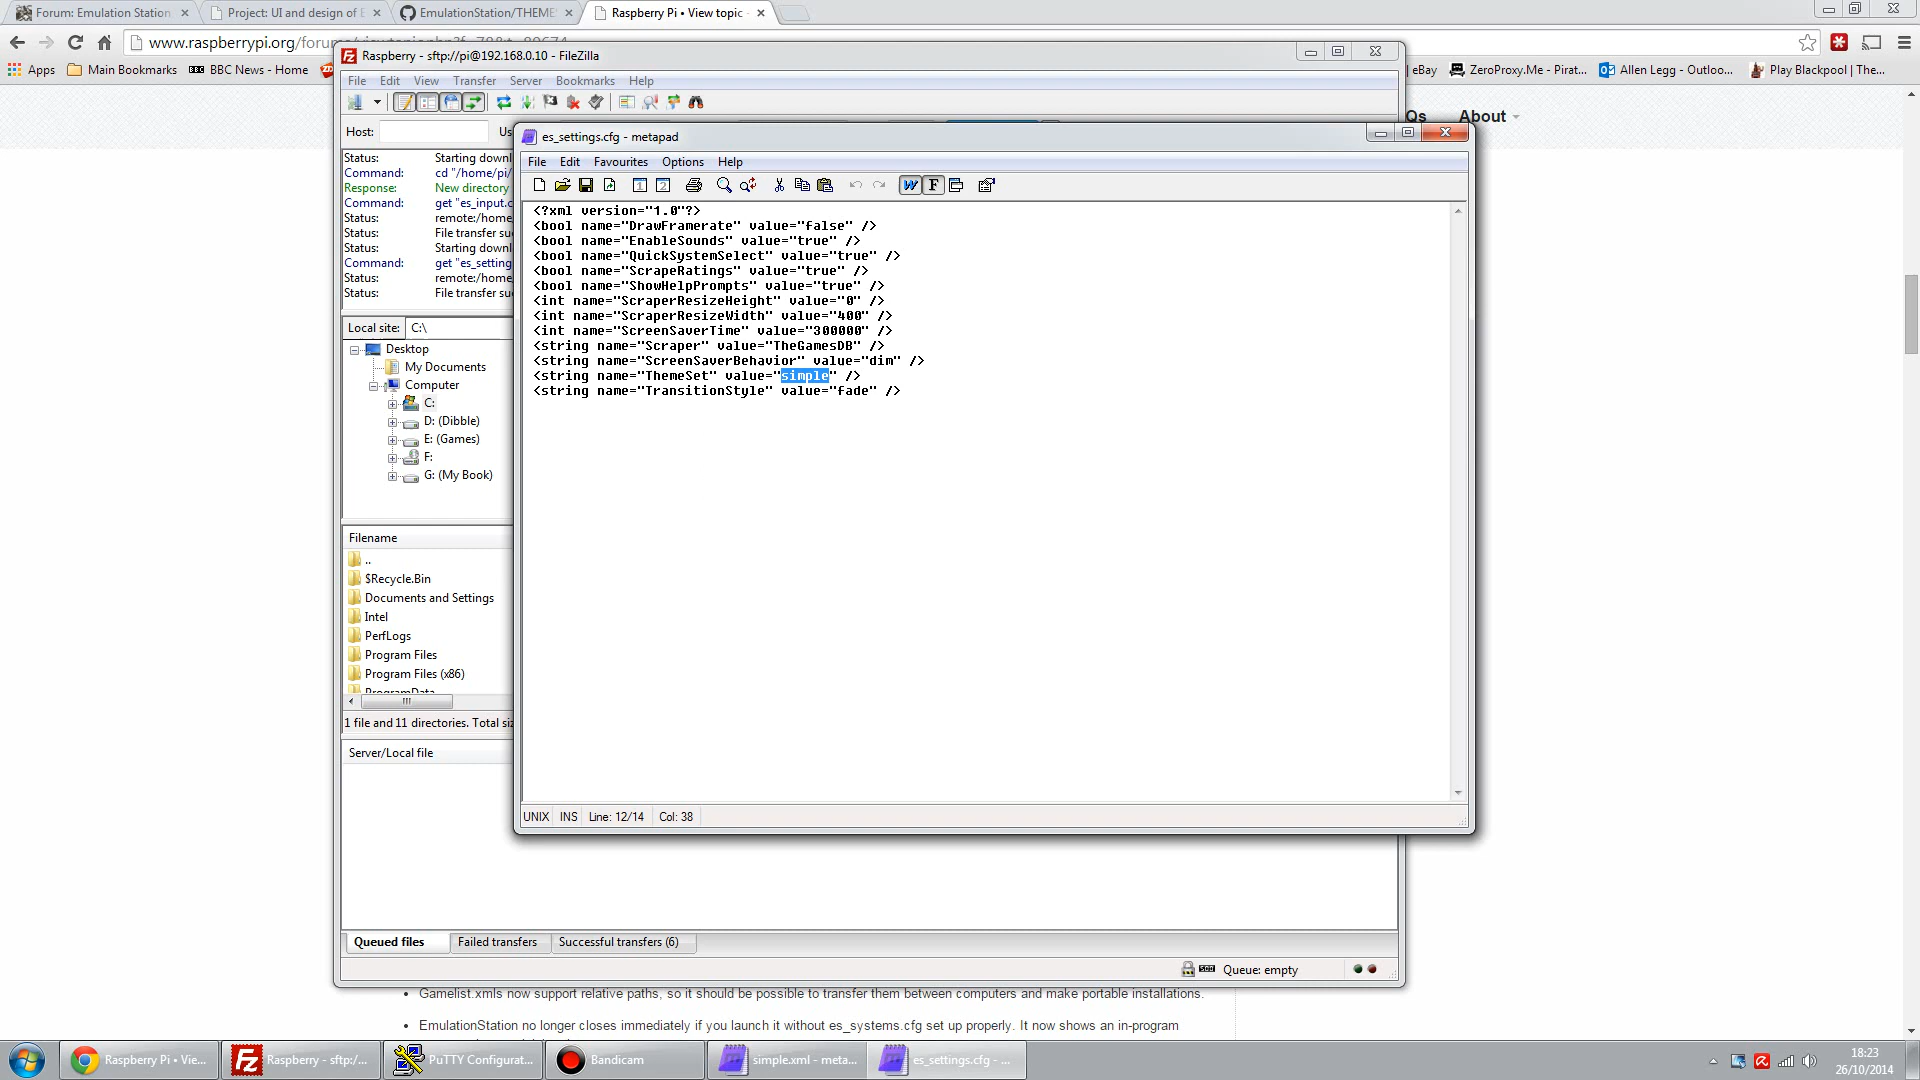 Forum: Emulation Station
Project: UI and design of E
EmulationStation/THEME
Raspberry Pi • View topic
www.raspberrypi.org/forum
Apps
Main Bookmarks
BBC News - Home
Raspberry - sftp://pi@192.168.0.10 - FileZilla
eBay
ZeroProxy.Me - Pirat...
Allen Legg - Outloo...
Play Blackpool | The...
File Edit View Transfer Server Bookmarks Help
Qs
About
Host:
Us
es_settings.cfg - metapad
File Edit Favourites Options Help
Status: Starting downl
Command: cd "/home/pi/
Response: New directory
Command: get "es_input.c
Status: remote:/home,
Status: File transfer su
Status: Starting downl
Command: get "es_setting
Status: remote:/home,
Status: File transfer su
<?xml version="1.0"?>
<bool name="DrawFramerate" value="false" />
<bool name="EnableSounds" value="true" />
<bool name="QuickSystemSelect" value="true" />
<bool name="ScrapeRatings" value="true" />
<bool name="ShowHelpPrompts" value="true" />
<int name="ScraperResizeHeight" value="0" />
<int name="ScraperResizeWidth" value="400" />
<int name="ScreenSaverTime" value="300000" />
<string name="Scraper" value="TheGamesDB" />
<string name="ScreenSaverBehavior" value="dim" />
<string name="ThemeSet" value="simple" />
<string name="TransitionStyle" value="fade" />
Local site: C:\
Desktop
My Documents
Computer
C:
D: (Dibble)
E: (Games)
F:
G: (My Book)
Filename
..
$Recycle.Bin
Documents and Settings
Intel
PerfLogs
Program Files
Program Files (x86)
ProgramData
1 file and 11 directories. Total siz
Server/Local file
UNIX INS Line: 12/14 Col: 38
Queued files Failed transfers Successful transfers (6)
Queue: empty
• Gamelist.xmls now support relative paths, so it should be possible to transfer them between computers and make portable installations.
• EmulationStation no longer closes immediately if you launch it without es_systems.cfg set up properly. It now shows an in-program
Raspberry Pi • Vie...
Raspberry - sftp:/...
PuTTY Configurat...
Bandicam
simple.xml - meta...
es_settings.cfg - ...
18:23
26/10/2014